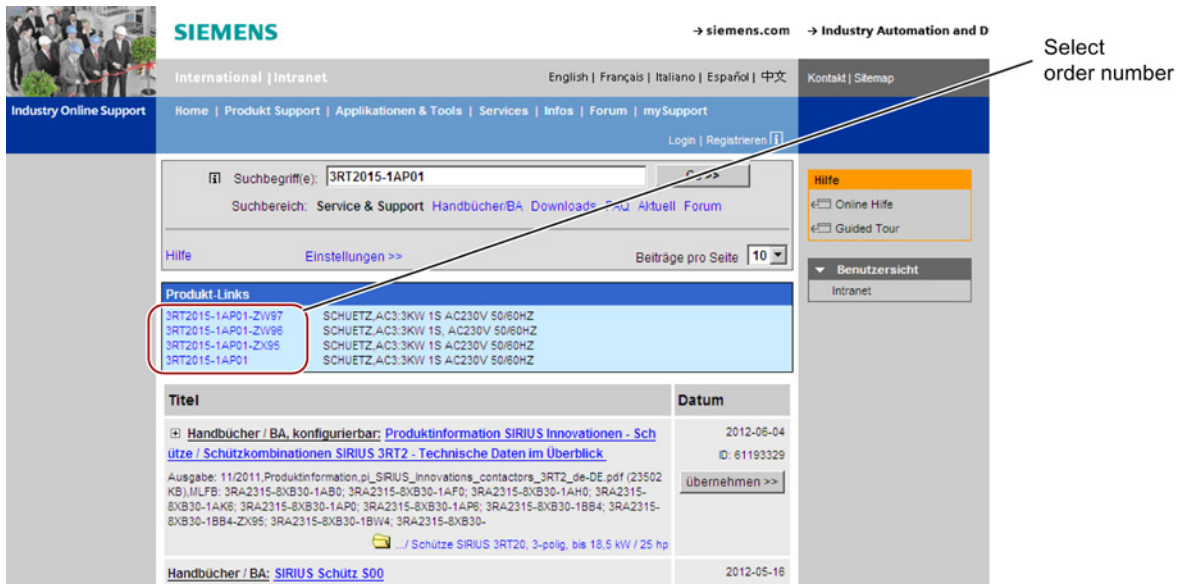 SIEMENS
→ siemens.com → Industry Automation and D
Select
order number
International | Intranet
English | Français | Italiano | Español | 中文
Kontakt | Sitemap
Industry Online Support
Home | Produkt Support | Applikationen & Tools | Services | Infos | Forum | mySupport
Login | Registrieren
Suchbegriff(e): 3RT2015-1AP01
Suchbereich: Service & Support Handbücher/BA Downloads FAQ Aktuell Forum
Hilfe Einstellungen >> Beiträge pro Seite 10
Hilfe
Online Hilfe
Guided Tour
Benutzersicht
Intranet
Produkt-Links
3RT2015-1AP01-ZW97 SCHUETZ,AC3:3KW 1S AC230V 50/60HZ
3RT2015-1AP01-ZW96 SCHUETZ,AC3:3KW 1S, AC230V 50/60HZ
3RT2015-1AP01-ZX95 SCHUETZ,AC3:3KW 1S AC230V 50/60HZ
3RT2015-1AP01 SCHUETZ,AC3:3KW 1S AC230V 50/60HZ
Titel Datum
Handbücher / BA, konfigurierbar: Produktinformation SIRIUS Innovationen - Sch
ütze / Schützkombinationen SIRIUS 3RT2 - Technische Daten im Überblick
2012-06-04
ID: 61193329
übernehmen >>
Ausgabe: 11/2011,Produktinformation,pi_SIRIUS_Innovations_contactors_3RT2_de-DE.pdf (23502
KB),MLFB: 3RA2315-8XB30-1AB0; 3RA2315-8XB30-1AF0; 3RA2315-8XB30-1AH0; 3RA2315-
8XB30-1AK6; 3RA2315-8XB30-1AP0; 3RA2315-8XB30-1AP6; 3RA2315-8XB30-1BB4; 3RA2315-
8XB30-1BB4-ZX95; 3RA2315-8XB30-1BW4; 3RA2315-8XB30-
.../ Schütze SIRIUS 3RT20, 3-polig, bis 18,5 kW / 25 hp
Handbücher / BA: SIRIUS Schütz S00 2012-05-16